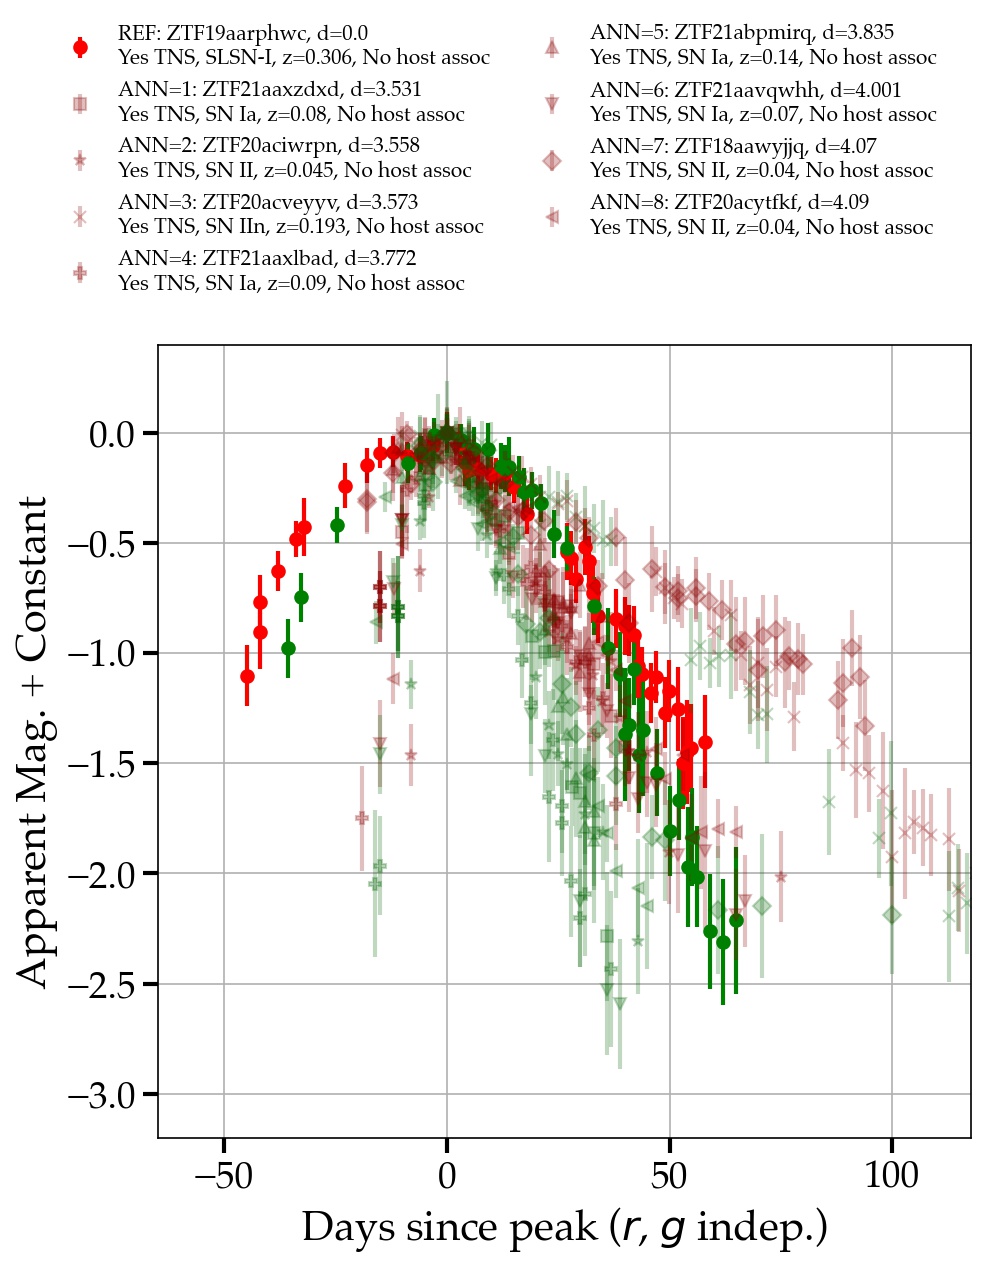 REF: ZTF19aarphwc, d=0.0
Yes TNS, SLSN-I, z=0.306, No host assoc
ANN=1: ZTF21aaxzdxd, d=3.531
Yes TNS, SN Ia, z=0.08, No host assoc
ANN=2: ZTF20aciwrpn, d=3.558
Yes TNS, SN II, z=0.045, No host assoc
ANN=3: ZTF20acveyyv, d=3.573
Yes TNS, SN IIn, z=0.193, No host assoc
ANN=4: ZTF21aaxlbad, d=3.772
Yes TNS, SN Ia, z=0.09, No host assoc
ANN=5: ZTF21abpmirq, d=3.835
Yes TNS, SN Ia, z=0.14, No host assoc
ANN=6: ZTF21aavqwhh, d=4.001
Yes TNS, SN Ia, z=0.07, No host assoc
ANN=7: ZTF18aawyjjq, d=4.07
Yes TNS, SN II, z=0.04, No host assoc
ANN=8: ZTF20acytfkf, d=4.09
Yes TNS, SN II, z=0.04, No host assoc
Apparent Mag. + Constant
0.0
−0.5
−1.0
−1.5
−2.0
−2.5
−3.0
−50
0
50
100
Days since peak (r, g indep.)